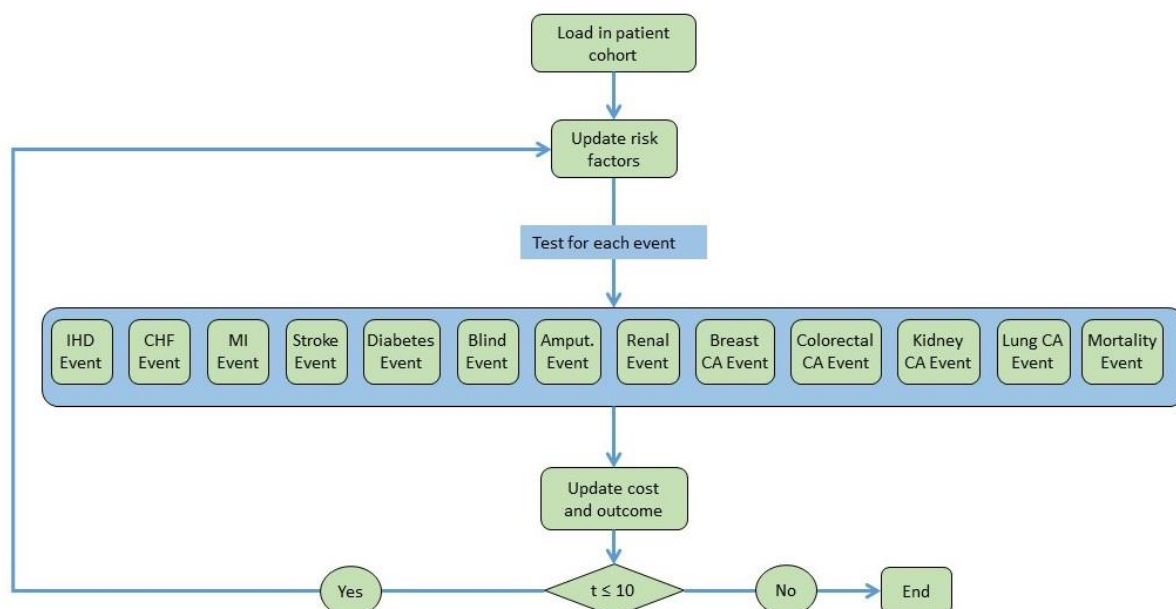 Load in patient
cohort
Update risk
factors
Test for each event
IHD
Event
CHF
Event
MI
Event
Stroke
Event
Diabetes
Event
Blind
Event
Amput.
Event
Renal
Event
Breast
CA Event
Colorectal
CA Event
Kidney
CA Event
Lung CA
Event
Mortality
Event
Update cost
and outcome
Yes
t ≤ 10
No
End